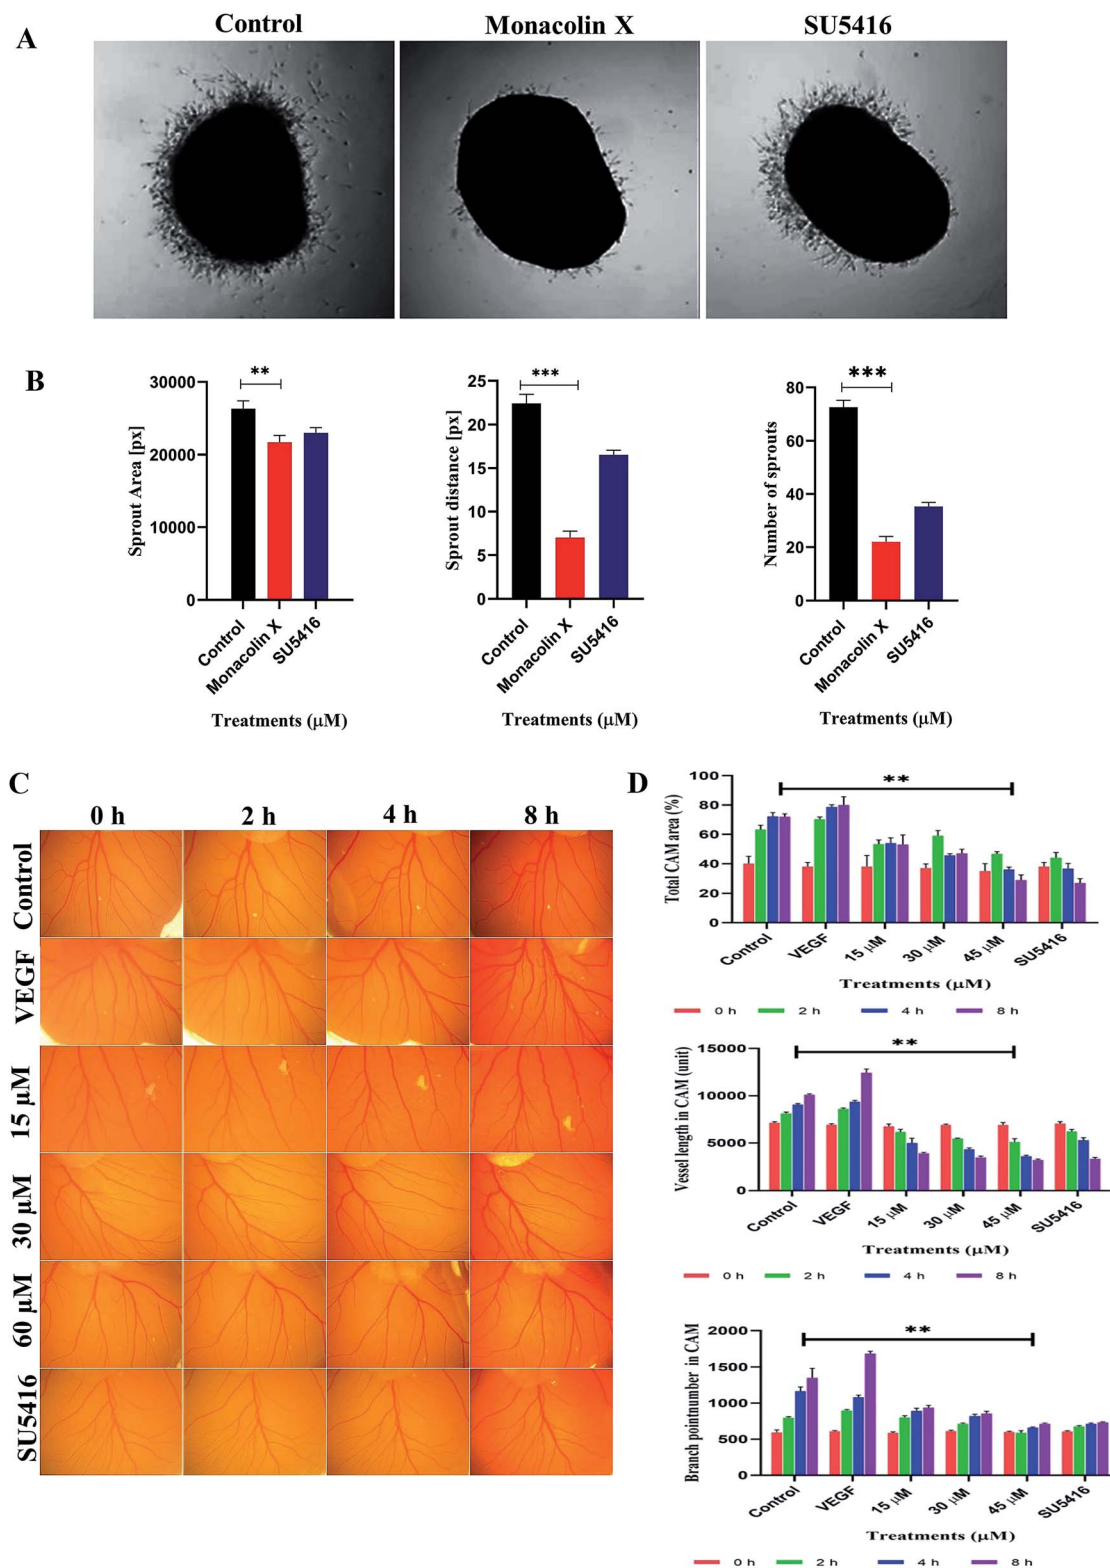 A
Control
Monacolin X
SU5416
B
**
30000
20000
10000
0
Sprout Area [px]
Control
Monacolin X
SU5416
Treatments (μM)
***
25
20
15
10
5
0
Sprout distance [px]
Control
Monacolin X
SU5416
Treatments (μM)
***
80
60
40
20
0
Number of sprouts
Control
Monacolin X
SU5416
Treatments (μM)
C
0 h
2 h
4 h
8 h
Control
VEGF
15 μM
30 μM
60 μM
SU5416
D
**
100
80
60
40
20
0
Total CAM area (%)
Control
VEGF
15 μM
30 μM
45 μM
SU5416
Treatments (μM)
0 h
2 h
4 h
8 h
**
15000
10000
5000
0
Vessel length in CAM (unit)
Control
VEGF
15 μM
30 μM
45 μM
SU5416
Treatments (μM)
0 h
2 h
4 h
8 h
**
2000
1500
1000
500
0
Branch pointnumber in CAM
Control
VEGF
15 μM
30 μM
45 μM
SU5416
Treatments (μM)
0 h
2 h
4 h
8 h